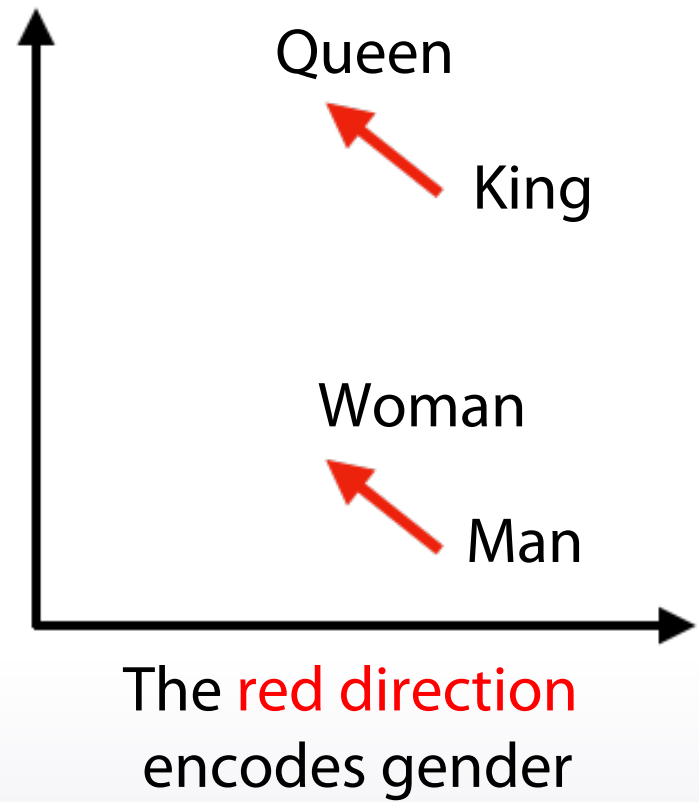 Queen
King
Woman
Man
The red direction
encodes gender